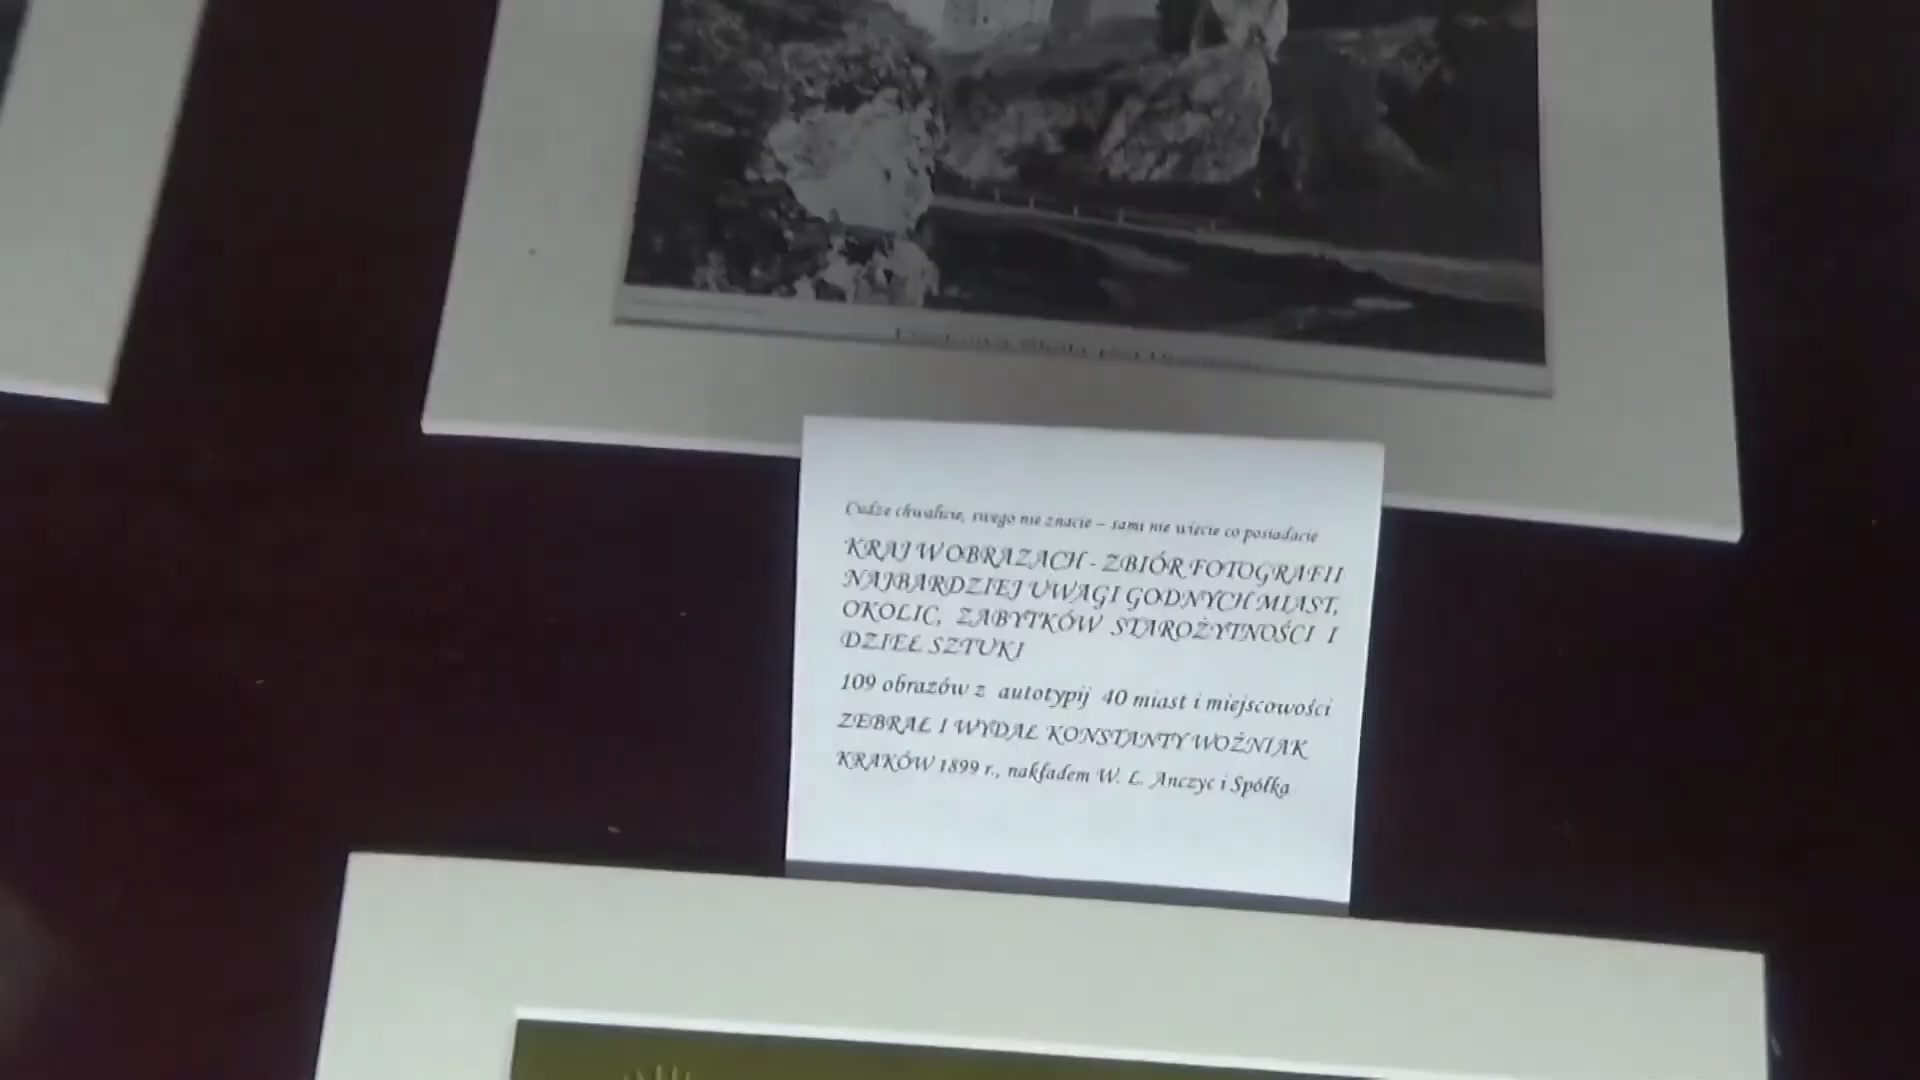 Cudze chwalicie, swego nie znacie – sami nie wiecie co posiadacie
KRAJ W OBRAZACH - ZBIÓR FOTOGRAFII
NAJBARDZIEJ UWAGI GODNYCH MIAST,
OKOLIC, ZABYTKÓW STAROŻYTNOŚCI I
DZIEŁ SZTUKI
109 obrazów z autotypij 40 miast i miejscowości
ZEBRAŁ I WYDAŁ KONSTANTY WOŹNIAK
KRAKÓW 1899 r., nakładem W. L. Anczyc i Spółka